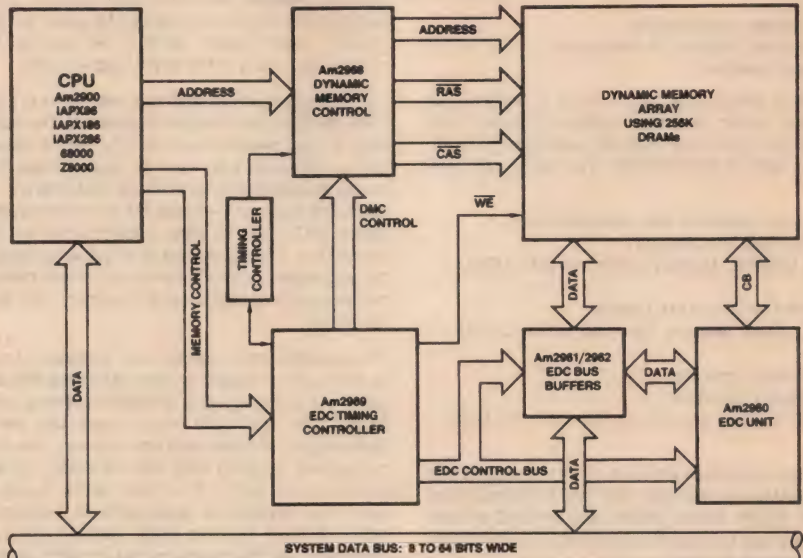 CPU
Am2900
IAPX86
IAPX186
IAPX286
68000
Z8000
ADDRESS
Am2968
DYNAMIC
MEMORY
CONTROL
ADDRESS
RAS
CAS
DYNAMIC MEMORY
ARRAY
USING 256K
DRAMs
TIMING
CONTROLLER
DMC
CONTROL
WE
MEMORY CONTROL
DATA
DATA
CB
Am2969
EDC TIMING
CONTROLLER
Am2961/2962
EDC BUS
BUFFERS
DATA
Am2960
EDC UNIT
EDC CONTROL BUS
DATA
SYSTEM DATA BUS: 8 TO 64 BITS WIDE